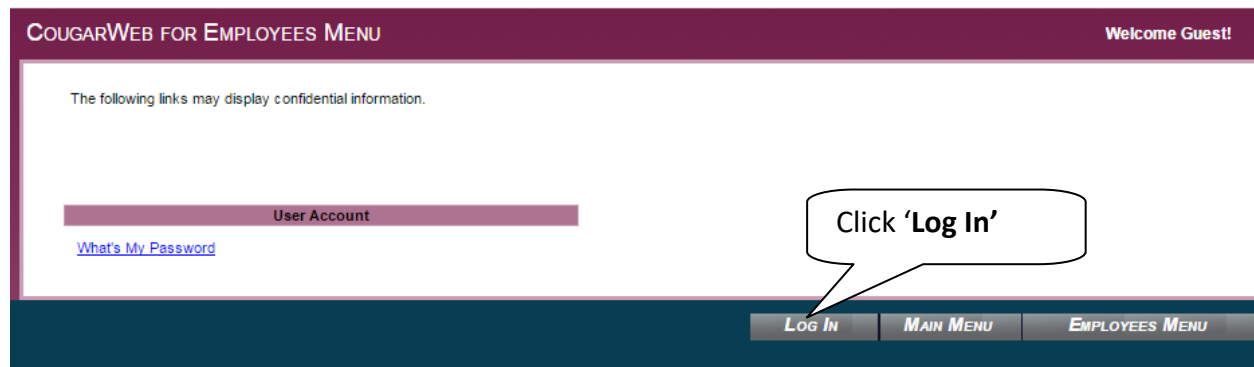 COUGARWEB FOR EMPLOYEES MENU
Welcome Guest!
The following links may display confidential information.
User Account
What's My Password
Click ‘Log In’
LOG IN
MAIN MENU
EMPLOYEES MENU